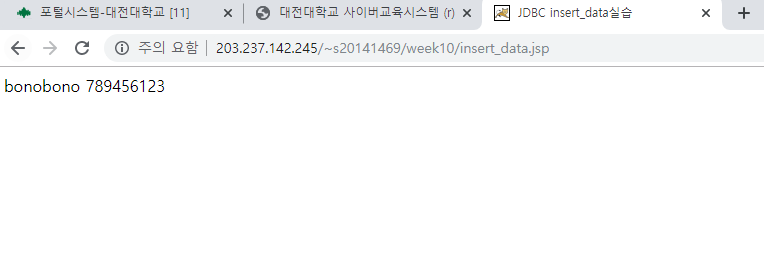 포털시스템-대전대학교 [11]
대전대학교 사이버교육시스템 (r)
JDBC insert_data실습
주의 요함
203.237.142.245/~s20141469/week10/insert_data.jsp
bonobono 789456123